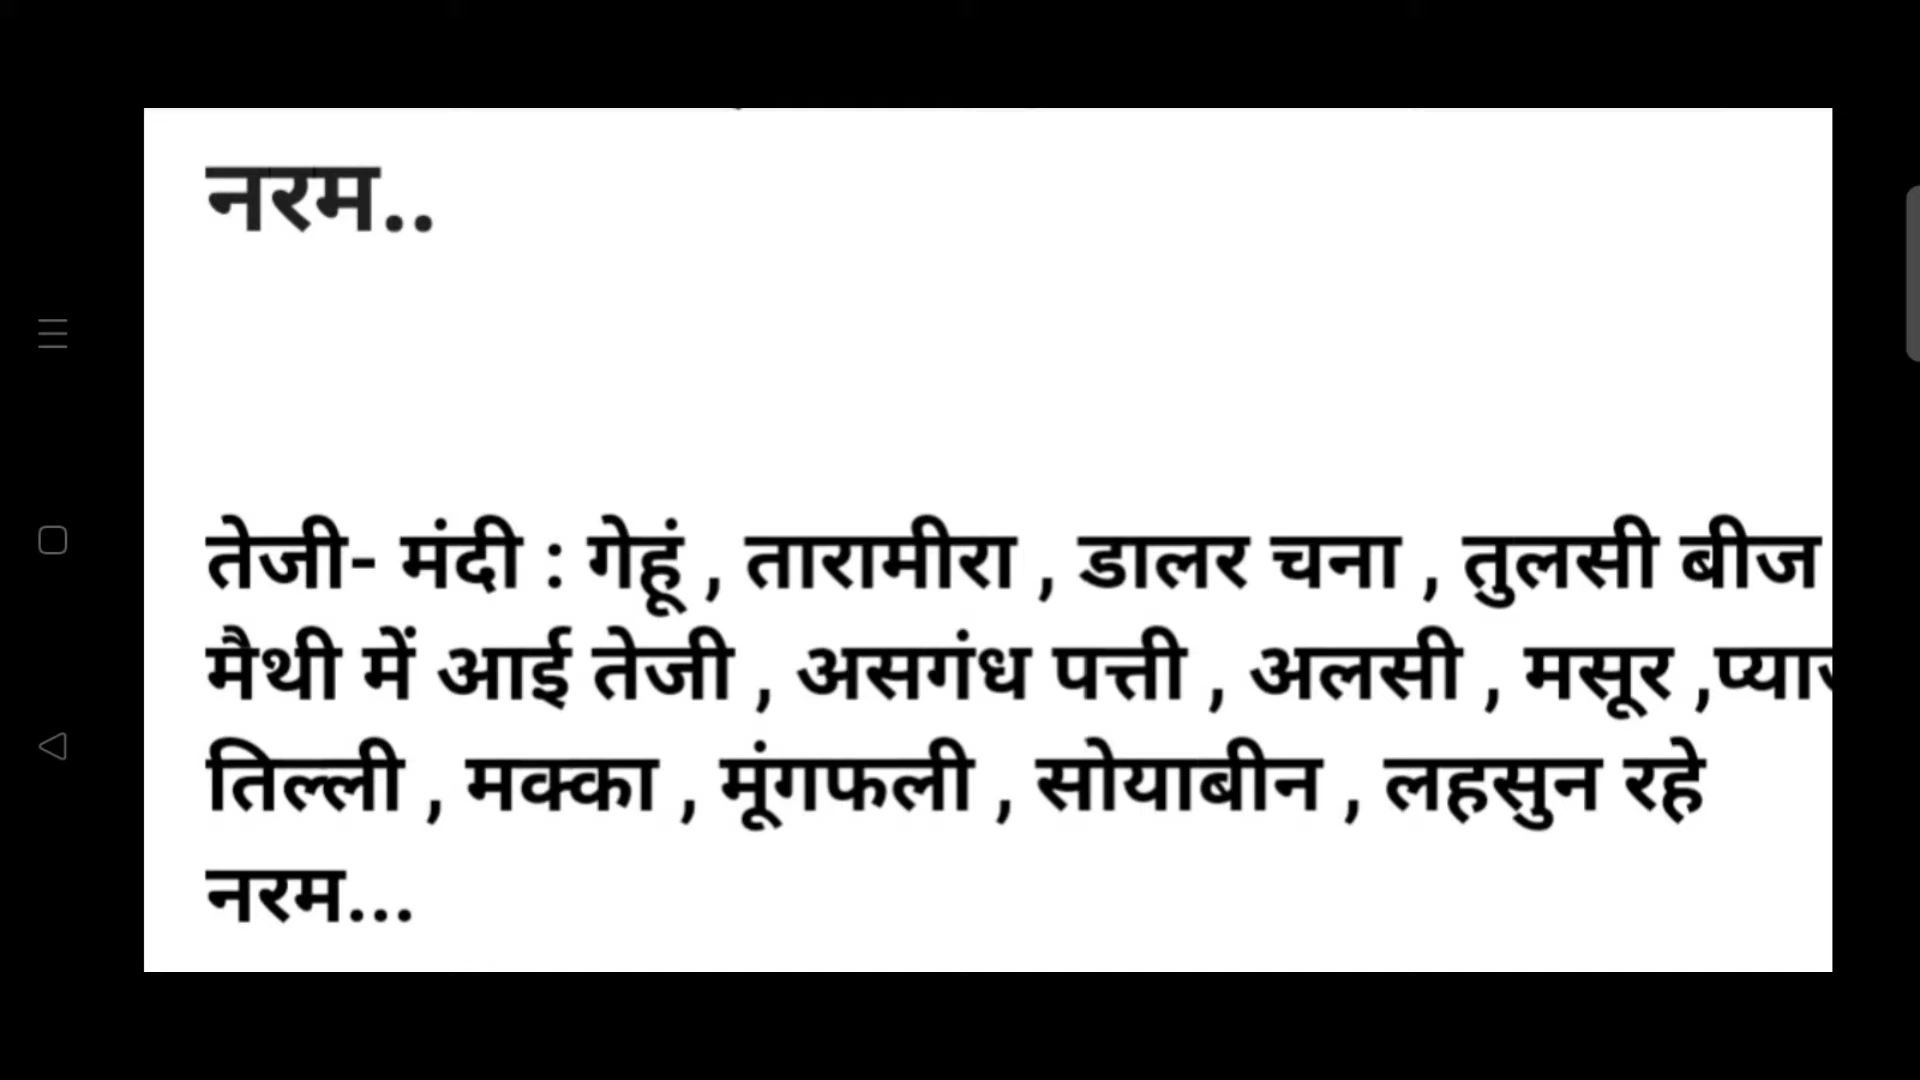 नरम..
तेजी- मंदी : गेहूं , तारामीरा , डालर चना , तुलसी बीज
मैथी में आई तेजी , असगंध पत्ती , अलसी , मसूर ,
तिल्ली , मक्का , मूंगफली , सोयाबीन , लहसुन रहे
नरम...